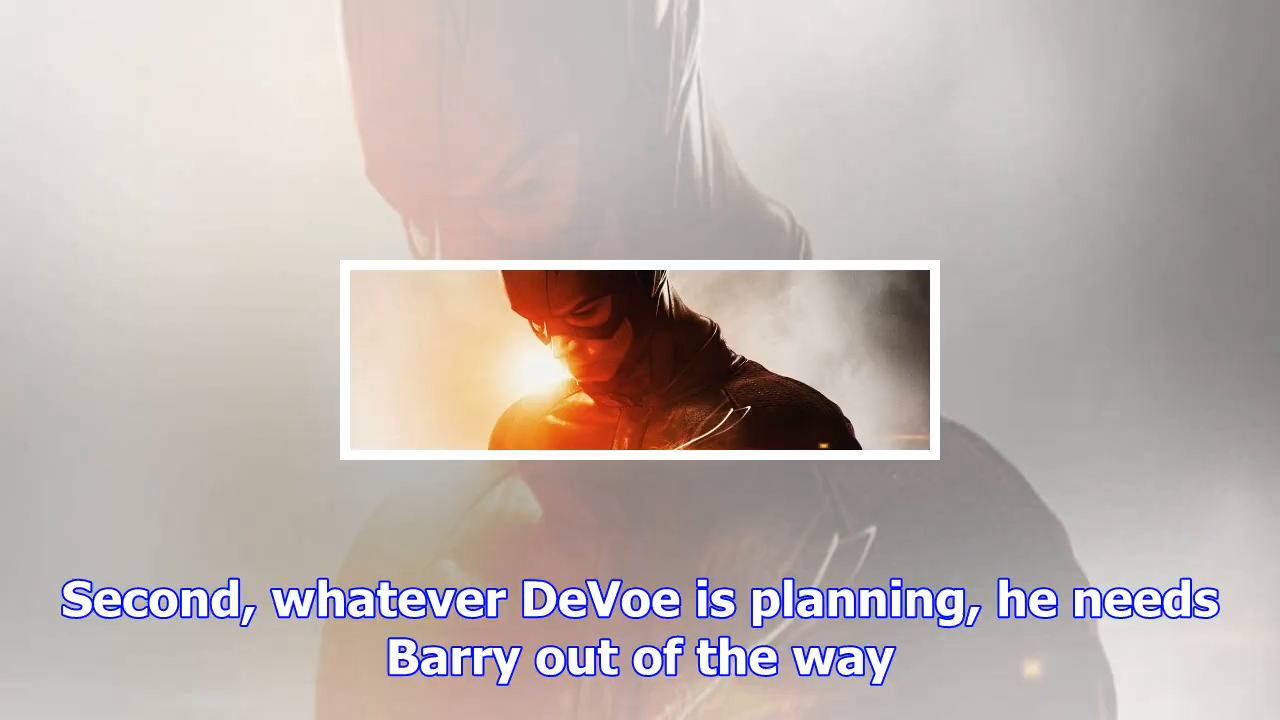 Second, whatever DeVoe is planning, he needs
Barry out of the way